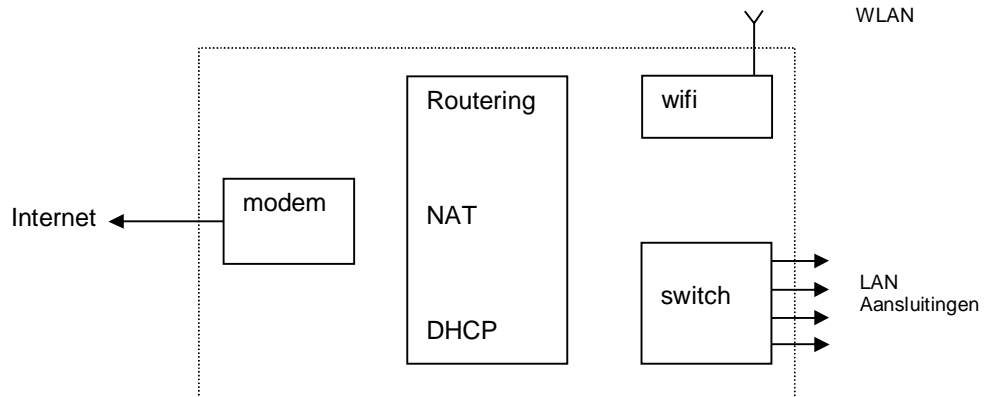 WLAN
Routering
wifi
modem
Internet
NAT
switch
LAN
Aansluitingen
DHCP